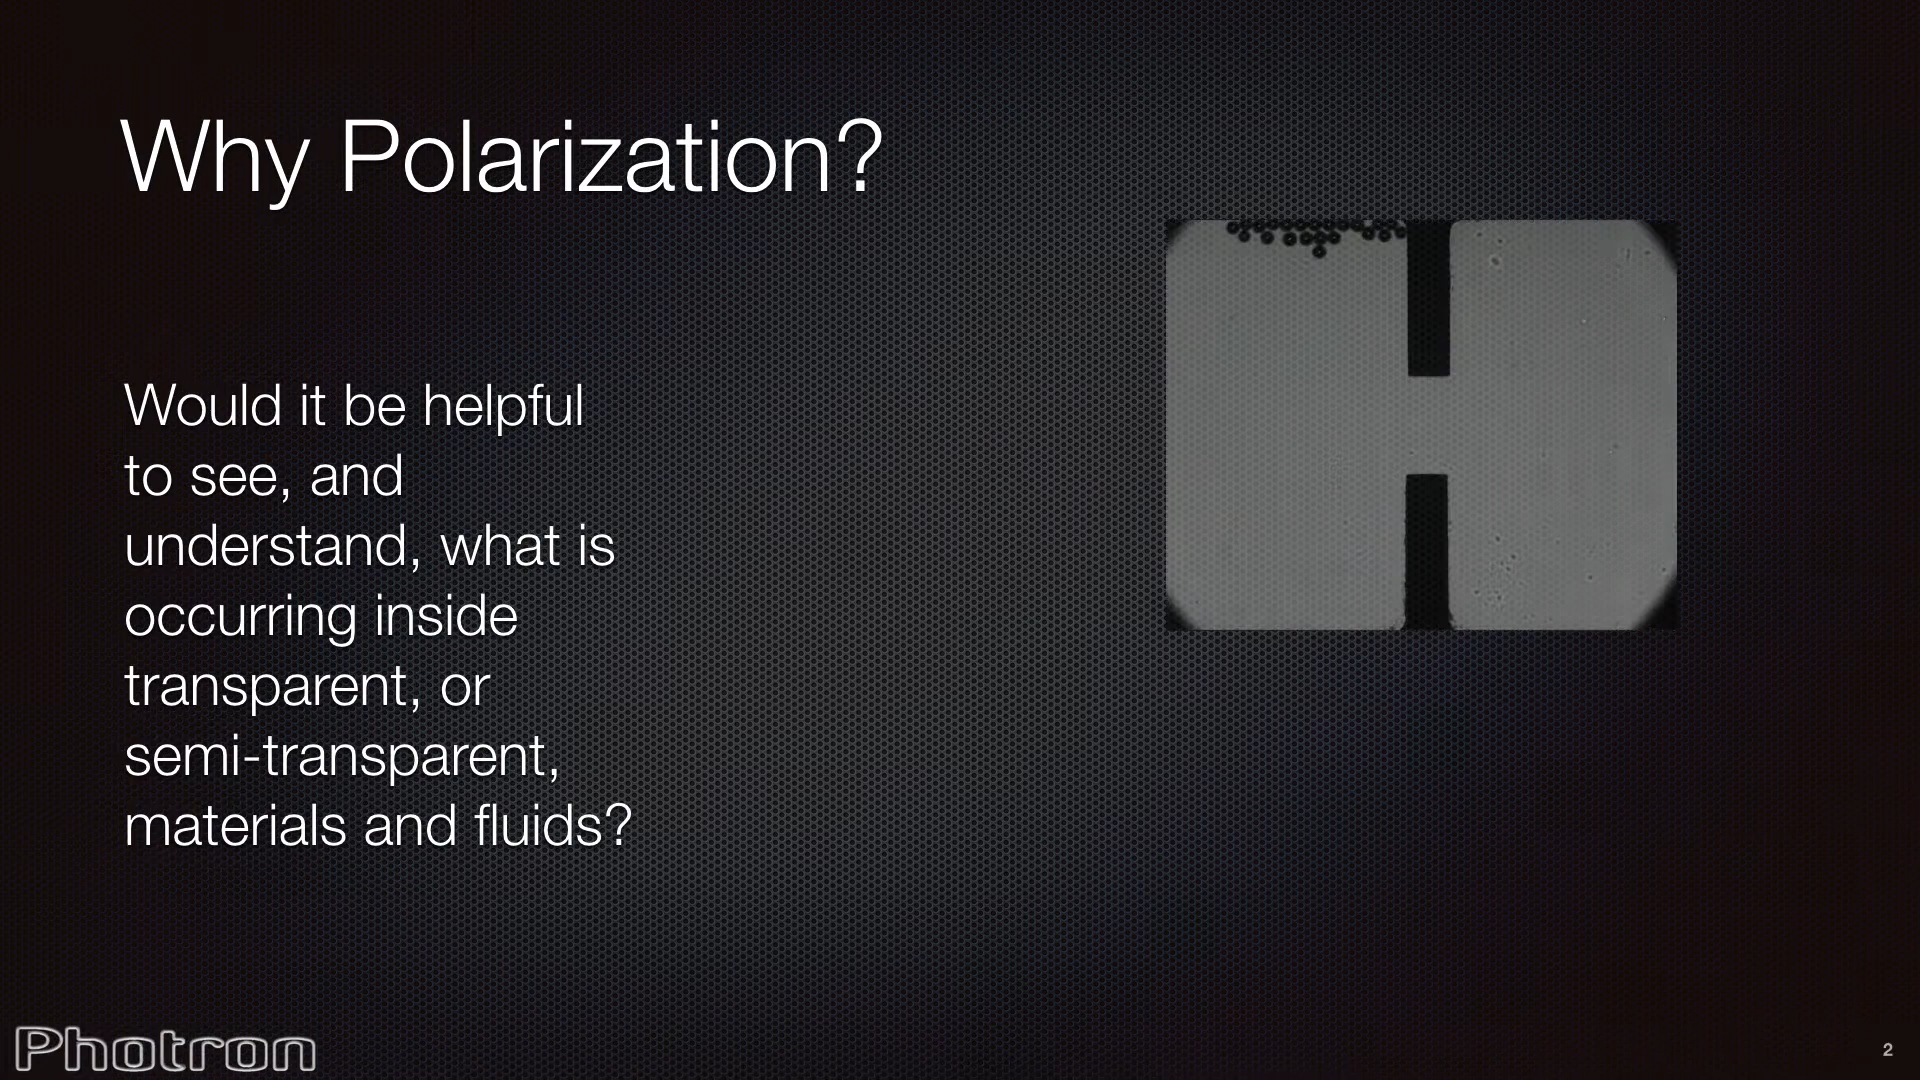 Why Polarization?
Would it be helpful
to see, and
understand, what is
occurring inside
transparent, or
semi-transparent,
materials and fluids?
Photron
2